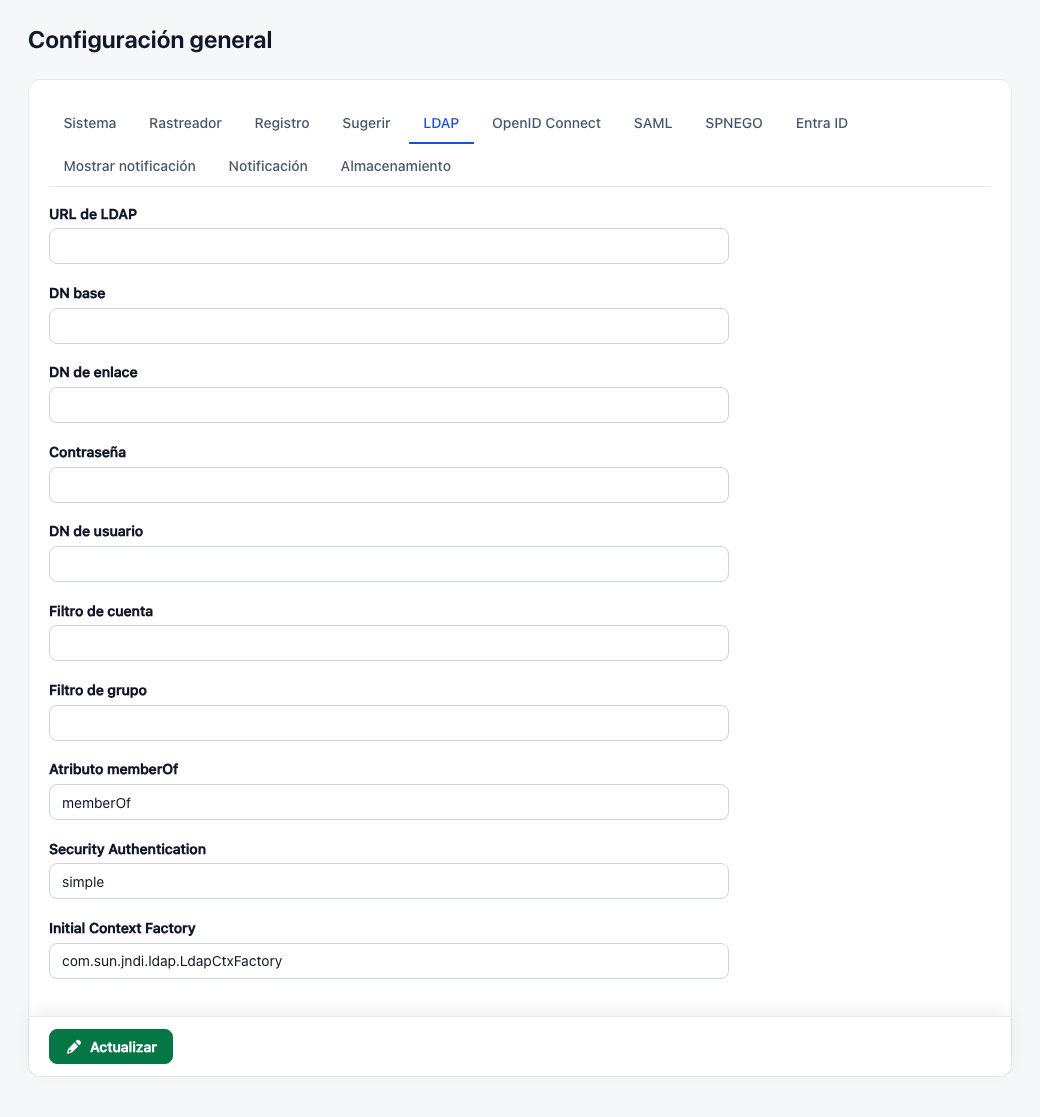 Configuración general
Sistema Rastreador Registro Sugerir LDAP OpenID Connect SAML SPNEGO Entra ID
Mostrar notificación Notificación Almacenamiento
URL de LDAP
DN base
DN de enlace
Contraseña
DN de usuario
Filtro de cuenta
Filtro de grupo
Atributo memberOf
memberOf
Security Authentication
simple
Initial Context Factory
com.sun.jndi.ldap.LdapCtxFactory
Actualizar